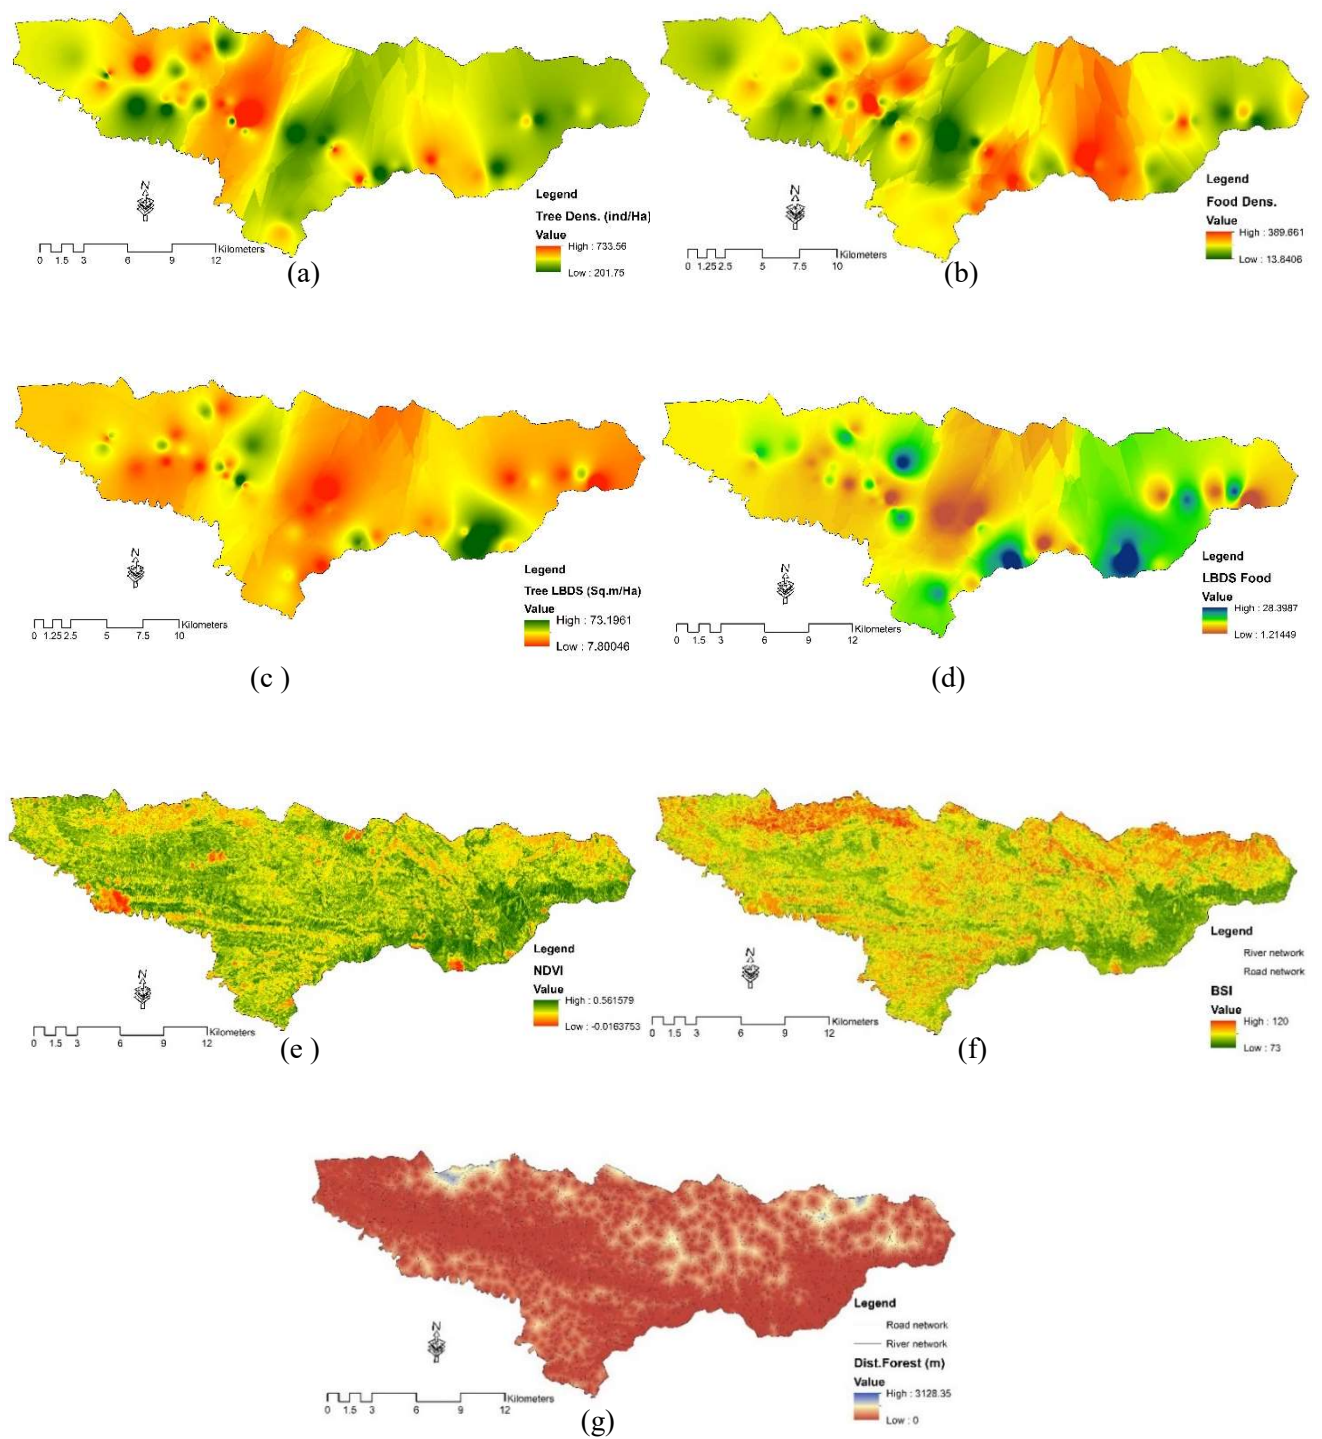 N
Legend
Tree Dens. (ind/Ha)
Value
High : 733.56
Low : 201.75
Kilometers
0 1.5 3 6 9 12
(a)
N
Legend
Food Dens.
Value
High : 389.661
Low : 13.8406
Kilometers
0 1.25 2.5 5 7.5 10
(b)
N
Legend
Tree LBDS (Sq.m/Ha)
Value
High : 73.1961
Low : 7.80046
Kilometers
0 1.25 2.5 5 7.5 10
(c )
N
Legend
LBDS Food
Value
High : 28.3987
Low : 1.21449
Kilometers
0 1.5 3 6 9 12
(d)
N
Legend
NDVI
Value
High : 0.561579
Low : -0.0163753
Kilometers
0 1.5 3 6 9 12
(e )
N
Legend
River network
Road network
BSI
Value
High : 120
Low : 73
Kilometers
0 1.5 3 6 9 12
(f)
N
Legend
Road network
River network
Dist.Forest (m)
Value
High : 3128.35
Low : 0
Kilometers
0 1.5 3 6 9 12
(g)